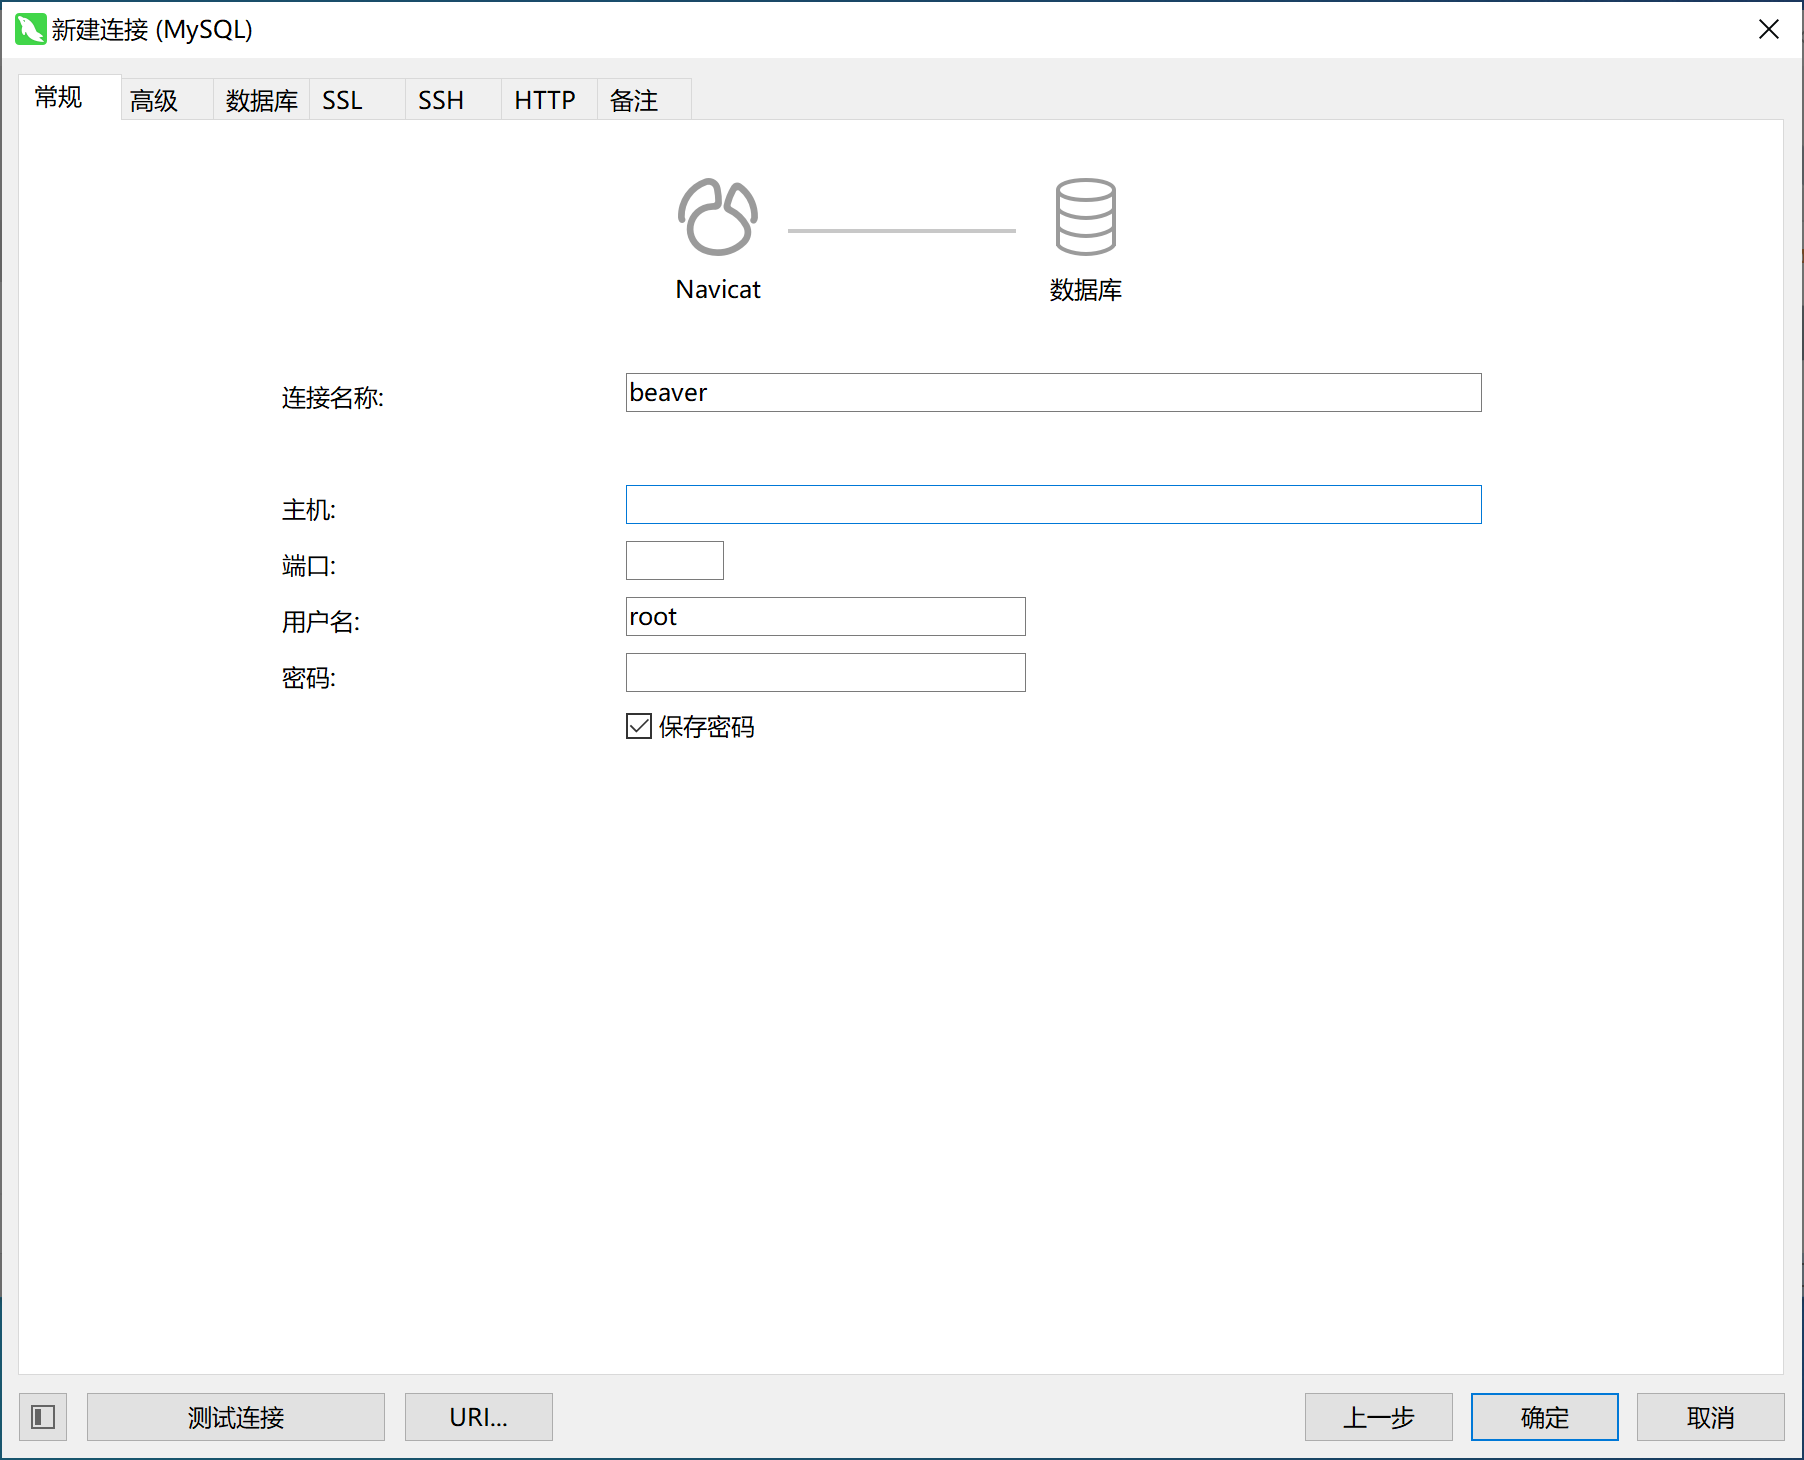 新建连接 (MySQL)
常规 高级 数据库 SSL SSH HTTP 备注
Navicat 数据库
连接名称: beaver
主机:
端口:
用户名: root
密码:
保存密码
测试连接 URI... 上一步 确定 取消